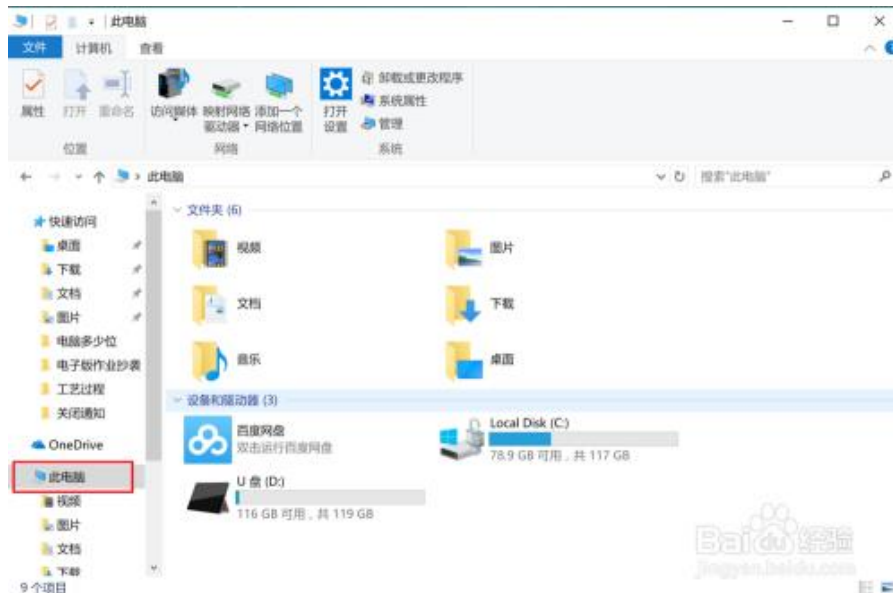 此电脑
文件 计算机 查看
属性 打开 重命名 访问媒体 映射网络驱动器 添加一个网络位置 打开设置
卸载或更改程序
系统属性
管理
位置 网络 系统
此电脑 搜索"此电脑"
快速访问
桌面
下载
文档
图片
电脑多少位
电子版作业抄袭
工艺过程
关闭通知
OneDrive
此电脑
视频
图片
文档
下载
文件夹 (6)
视频 图片
文档 下载
音乐 桌面
设备和驱动器 (3)
百度网盘
双击运行百度网盘
Local Disk (C:)
78.9 GB 可用，共 117 GB
U 盘 (D:)
116 GB 可用，共 119 GB
9 个项目
Baidu 经验
jingyan.baidu.com